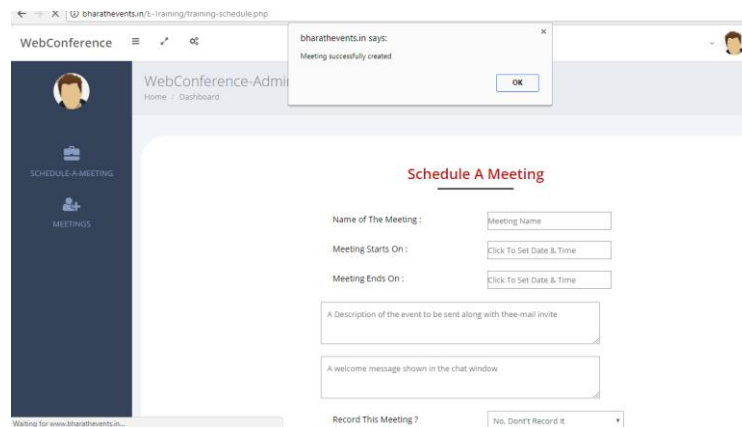 bharathevents.in/E-Training/training-schedule.php
WebConference
bharathevents.in says:
Meeting successfully created
OK
WebConference-Admi
Home / Dashboard
SCHEDULE-A-MEETING
MEETINGS
Schedule A Meeting
Name of The Meeting :
Meeting Name
Meeting Starts On :
Click To Set Date & Time
Meeting Ends On :
Click To Set Date & Time
A Description of the event to be sent along with thee-mail invite
A welcome message shown in the chat window
Record This Meeting ?
No, Dont't Record It
Waiting for www.bharathevents.in...